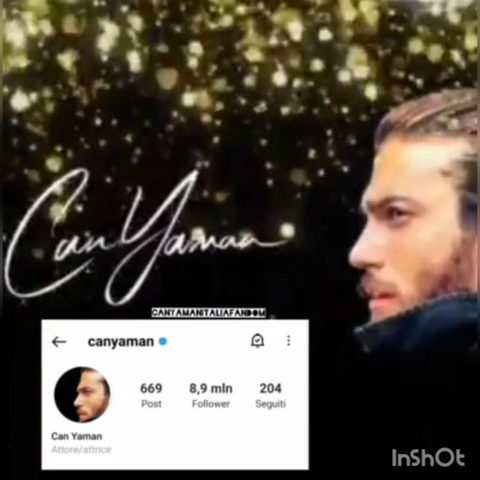 Can Yaman
CANYAMANITALIAFANDOM
canyaman
669 8,9 mln 204
Post Follower Seguiti
Can Yaman
Attore/attrice
InShOt